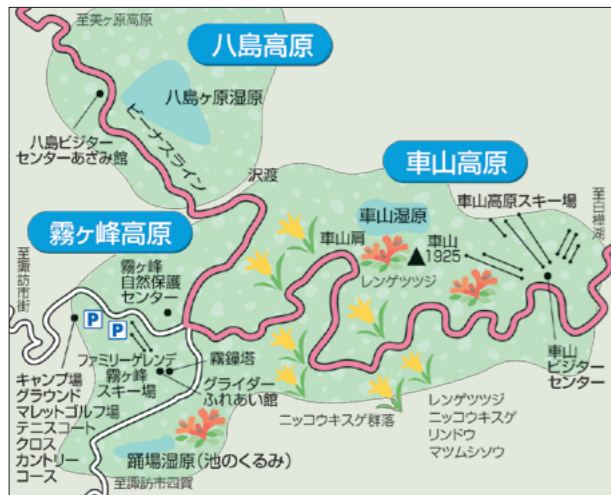 至美ヶ原高原
八島高原
八島ヶ原湿原
ビーナスライン
八島ビジター
センターあざみ館
沢渡
車山高原
車山高原スキー場
至白樺湖
車山湿原
車山肩
車山
1925
レンゲツツジ
霧ヶ峰高原
至諏訪市街
霧ヶ峰
自然保護
センター
P
P
ファミリーゲレンデ
霧ヶ峰
スキー場
霧鐘塔
グライダー
ふれあい館
キャンプ場
グラウンド
マレットゴルフ場
テニスコート
クロス
カントリー
コース
車山
ビジター
センター
ニッコウキスゲ群落
レンゲツツジ
ニッコウキスゲ
リンドウ
マツムシソウ
踊場湿原(池のくるみ)
至諏訪市四賀